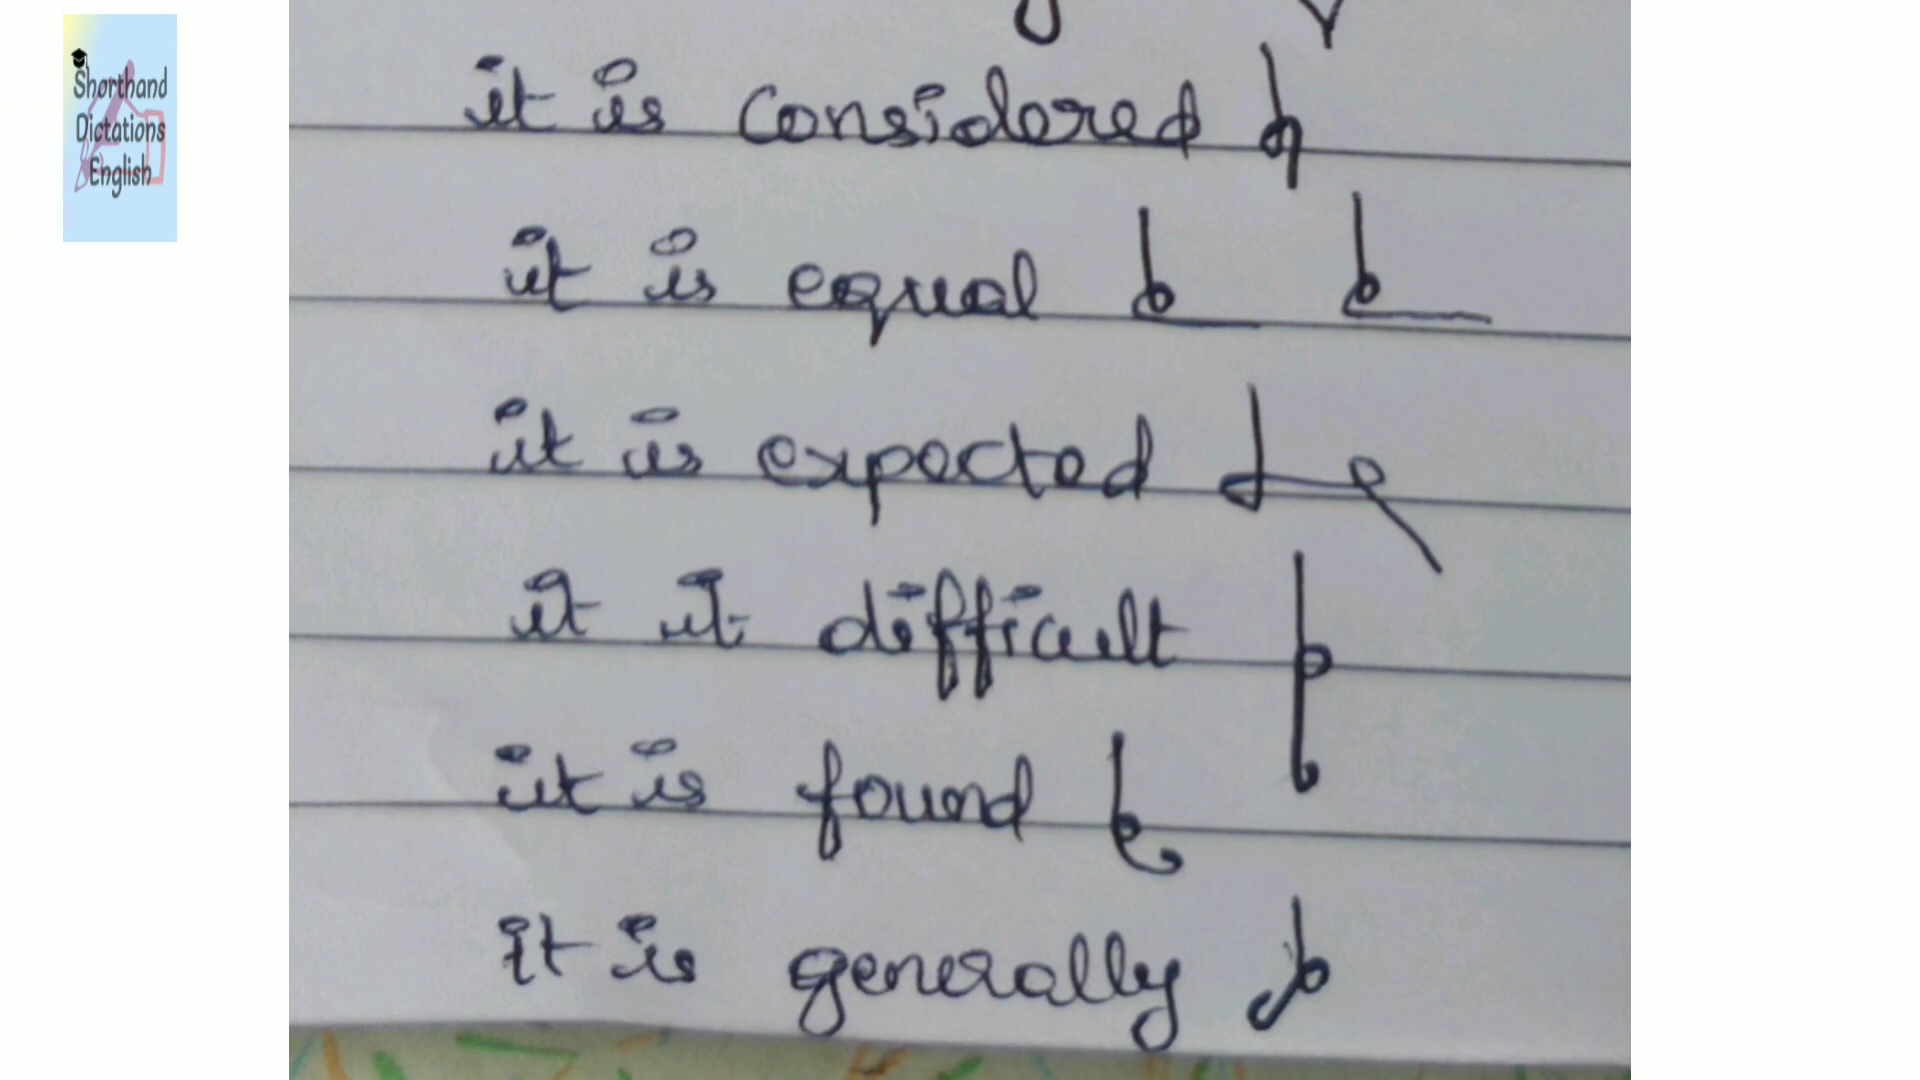 Shorthand
Dictations
English
it is considered
it is equal
it is expected
it it difficult
it is found
it is generally